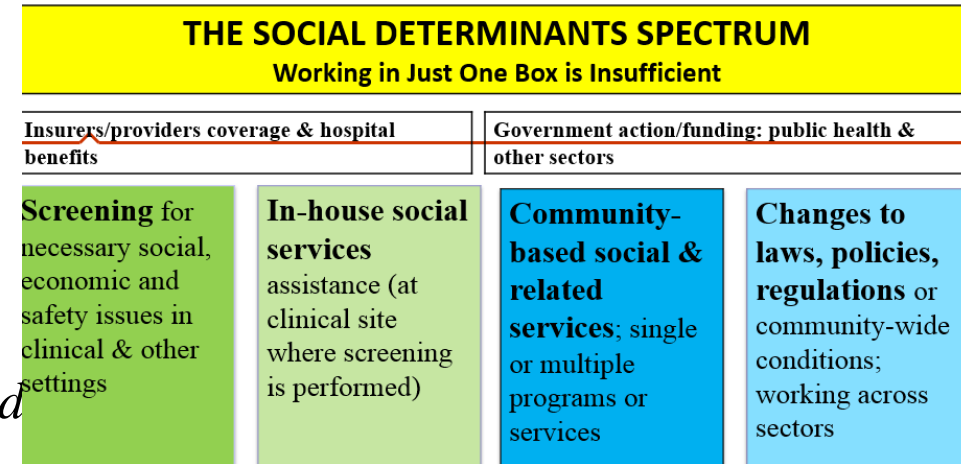 THE SOCIAL DETERMINANTS SPECTRUM
Working in Just One Box is Insufficient
Insurers/providers coverage & hospital
benefits
Government action/funding: public health &
other sectors
Screening for
necessary social,
economic and
safety issues in
clinical & other
settings
In-house social
services
assistance (at
clinical site
where screening
is performed)
Community-
based social &
related
services; single
or multiple
programs or
services
Changes to
laws, policies,
regulations or
community-wide
conditions;
working across
sectors
d